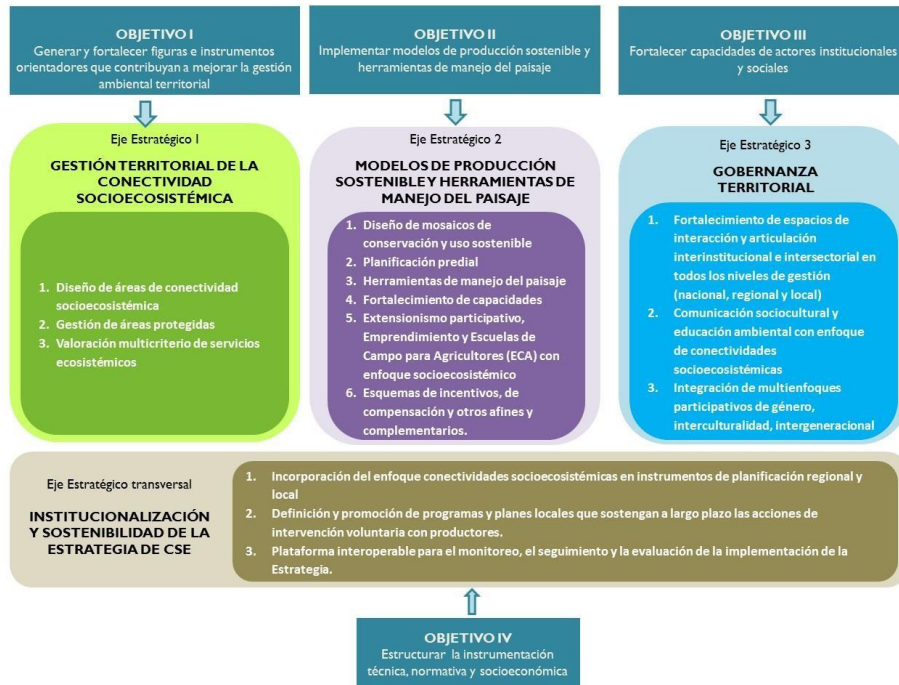 OBJETIVO I
Generar y fortalecer figuras e instrumentos
orientadores que contribuyan a mejorar la gestión
ambiental territorial
OBJETIVO II
Implementar modelos de producción sostenible y
herramientas de manejo del paisaje
OBJETIVO III
Fortalecer capacidades de actores institucionales
y sociales
Eje Estratégico 1
GESTIÓN TERRITORIAL DE LA
CONECTIVIDAD
SOCIOECOSISTÉMICA
1. Diseño de áreas de conectividad
socioecosistémica
2. Gestión de áreas protegidas
3. Valoración multicriterio de servicios
ecosistémicos
Eje Estratégico 2
MODELOS DE PRODUCCIÓN
SOSTENIBLE Y HERRAMIENTAS DE
MANEJO DEL PAISAJE
1. Diseño de mosaicos de
conservación y uso sostenible
2. Planificación predial
3. Herramientas de manejo del paisaje
4. Fortalecimiento de capacidades
5. Extensionismo participativo,
Emprendimiento y Escuelas de
Campo para Agricultores (ECA) con
enfoque socioecosistémico
6. Esquemas de incentivos, de
compensación y otros afines y
complementarios.
Eje Estratégico 3
GOBERNANZA
TERRITORIAL
1. Fortalecimiento de espacios de
interacción y articulación
interinstitucional e intersectorial en
todos los niveles de gestión
(nacional, regional y local)
2. Comunicación sociocultural y
educación ambiental con enfoque
de conectividades
socioecosistémicas
3. Integración de multienfoques
participativos de género,
interculturalidad, intergeneracional
Eje Estratégico transversal
INSTITUCIONALIZACIÓN
Y SOSTENIBILIDAD DE LA
ESTRATEGIA DE CSE
1. Incorporación del enfoque conectividades socioecosistémicas en instrumentos de planificación regional y
local
2. Definición y promoción de programas y planes locales que sostengan a largo plazo las acciones de
intervención voluntaria con productores.
3. Plataforma interoperable para el monitoreo, el seguimiento y la evaluación de la implementación de la
Estrategia.
OBJETIVO IV
Estructurar la instrumentación
técnica, normativa y socioeconómica